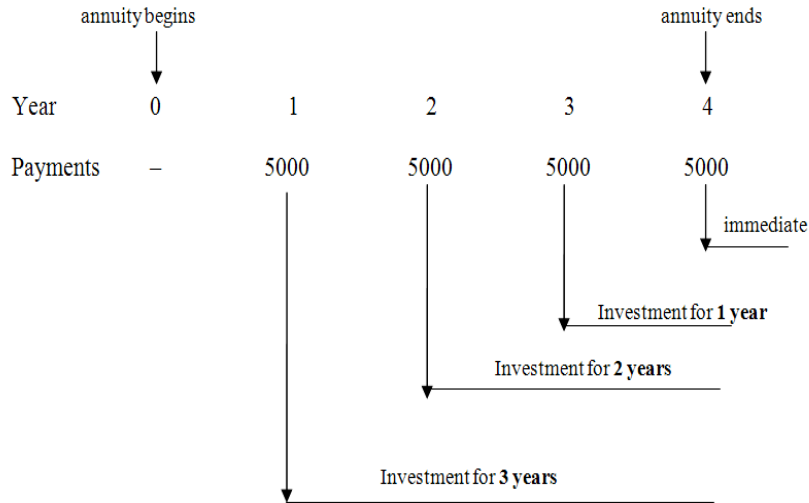 annuity begins annuity ends
Year 0 1 2 3 4
Payments – 5000 5000 5000 5000
immediate
Investment for 1 year
Investment for 2 years
Investment for 3 years